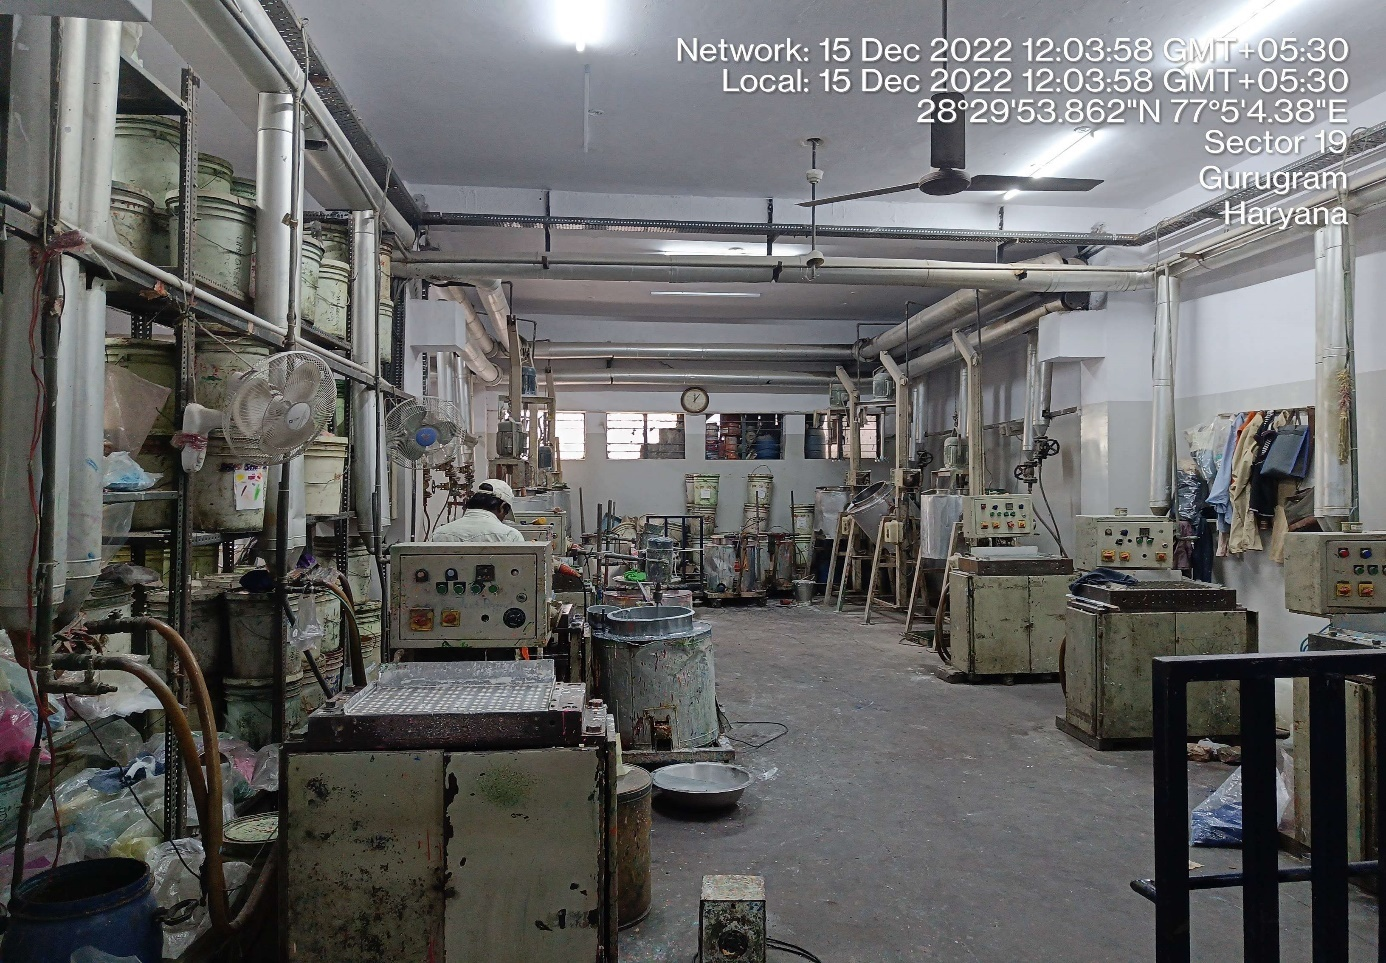 Network: 15 Dec 2022 12:03:58 GMT+05:30
Local: 15 Dec 2022 12:03:58 GMT+05:30
28°29'53.862"N 77°5'4.38"E
Sector 19
Gurugram
Haryana